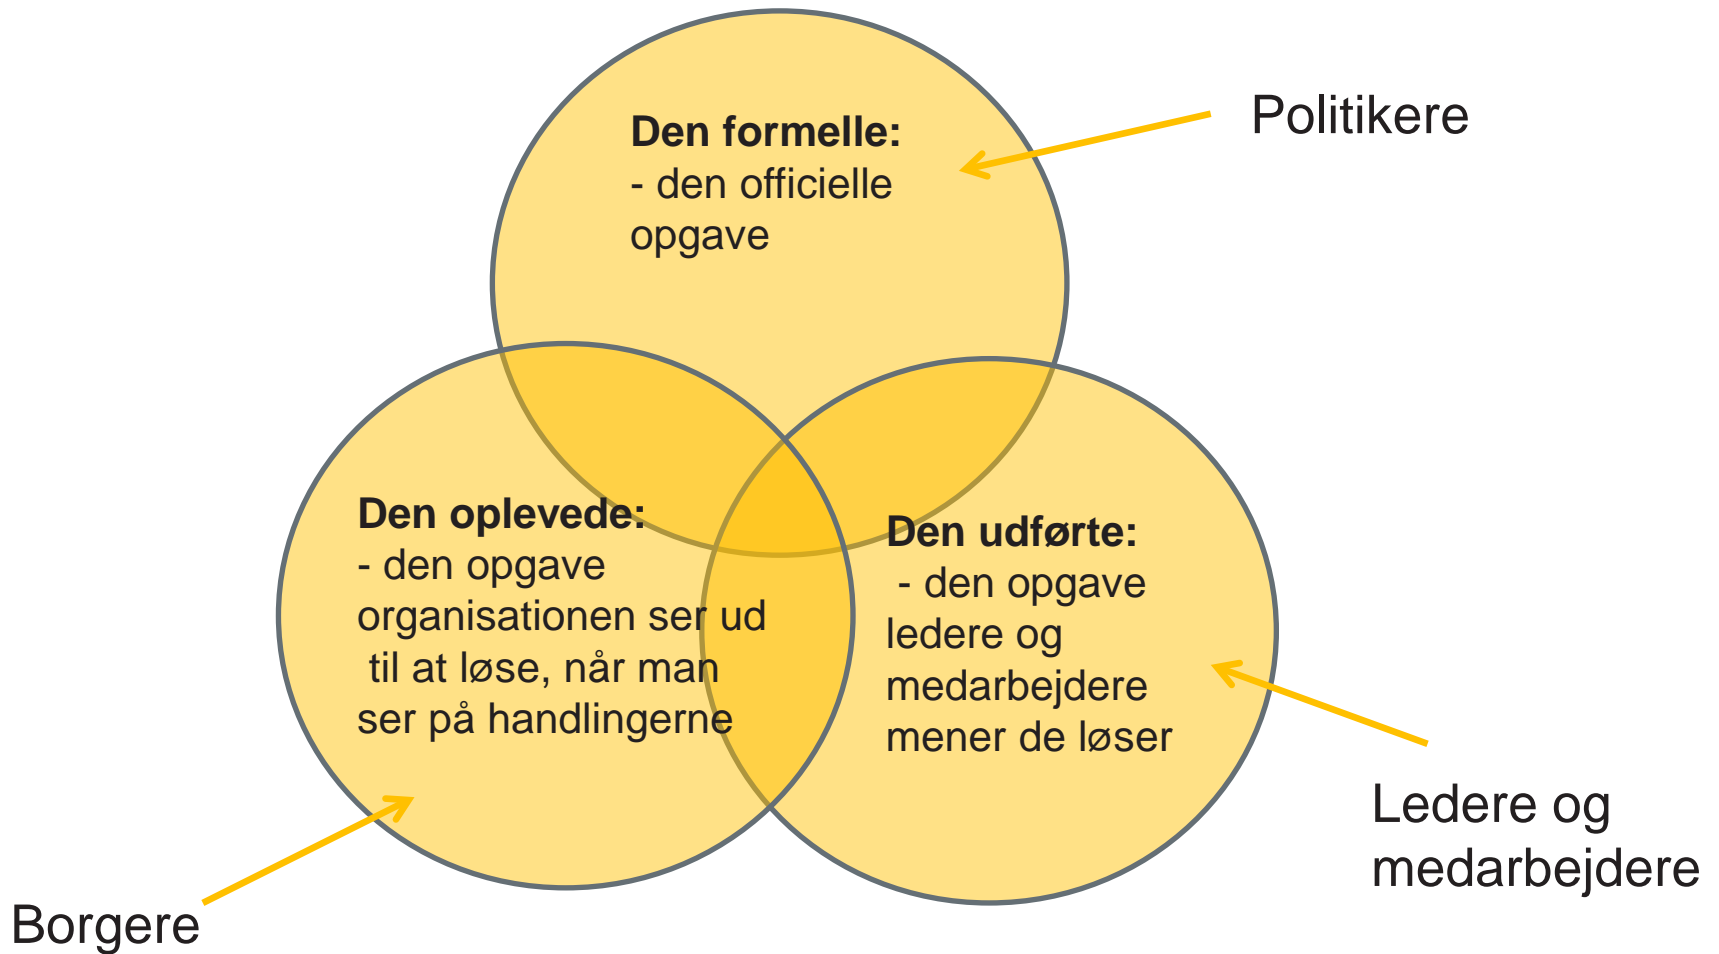 Den formelle:
- den officielle
opgave
Politikere
Den oplevede:
- den opgave
organisationen ser ud
til at løse, når man
ser på handlingerne
Den udførte:
- den opgave
ledere og
medarbejdere
mener de løser
Ledere og
medarbejdere
Borgere